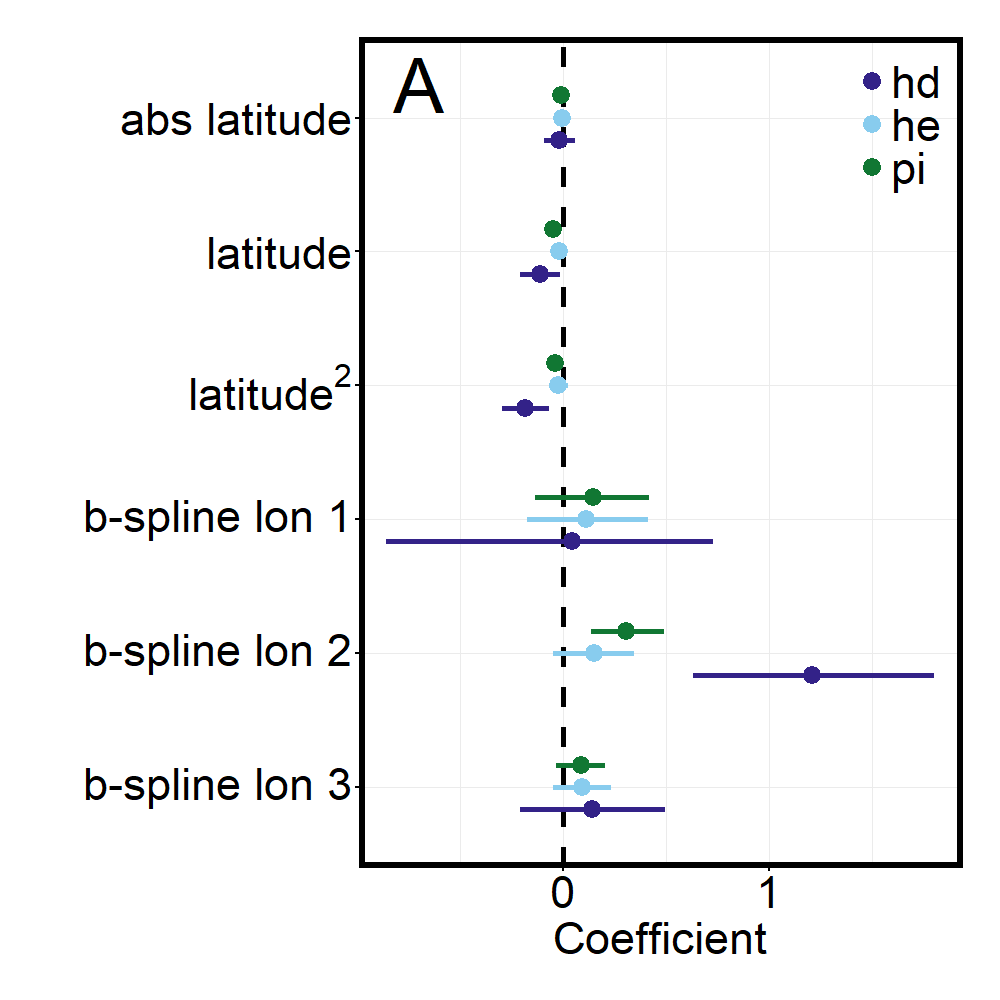 A
hd
he
pi
abs latitude
latitude
latitude²
b-spline lon 1
b-spline lon 2
b-spline lon 3
0 1
Coefficient